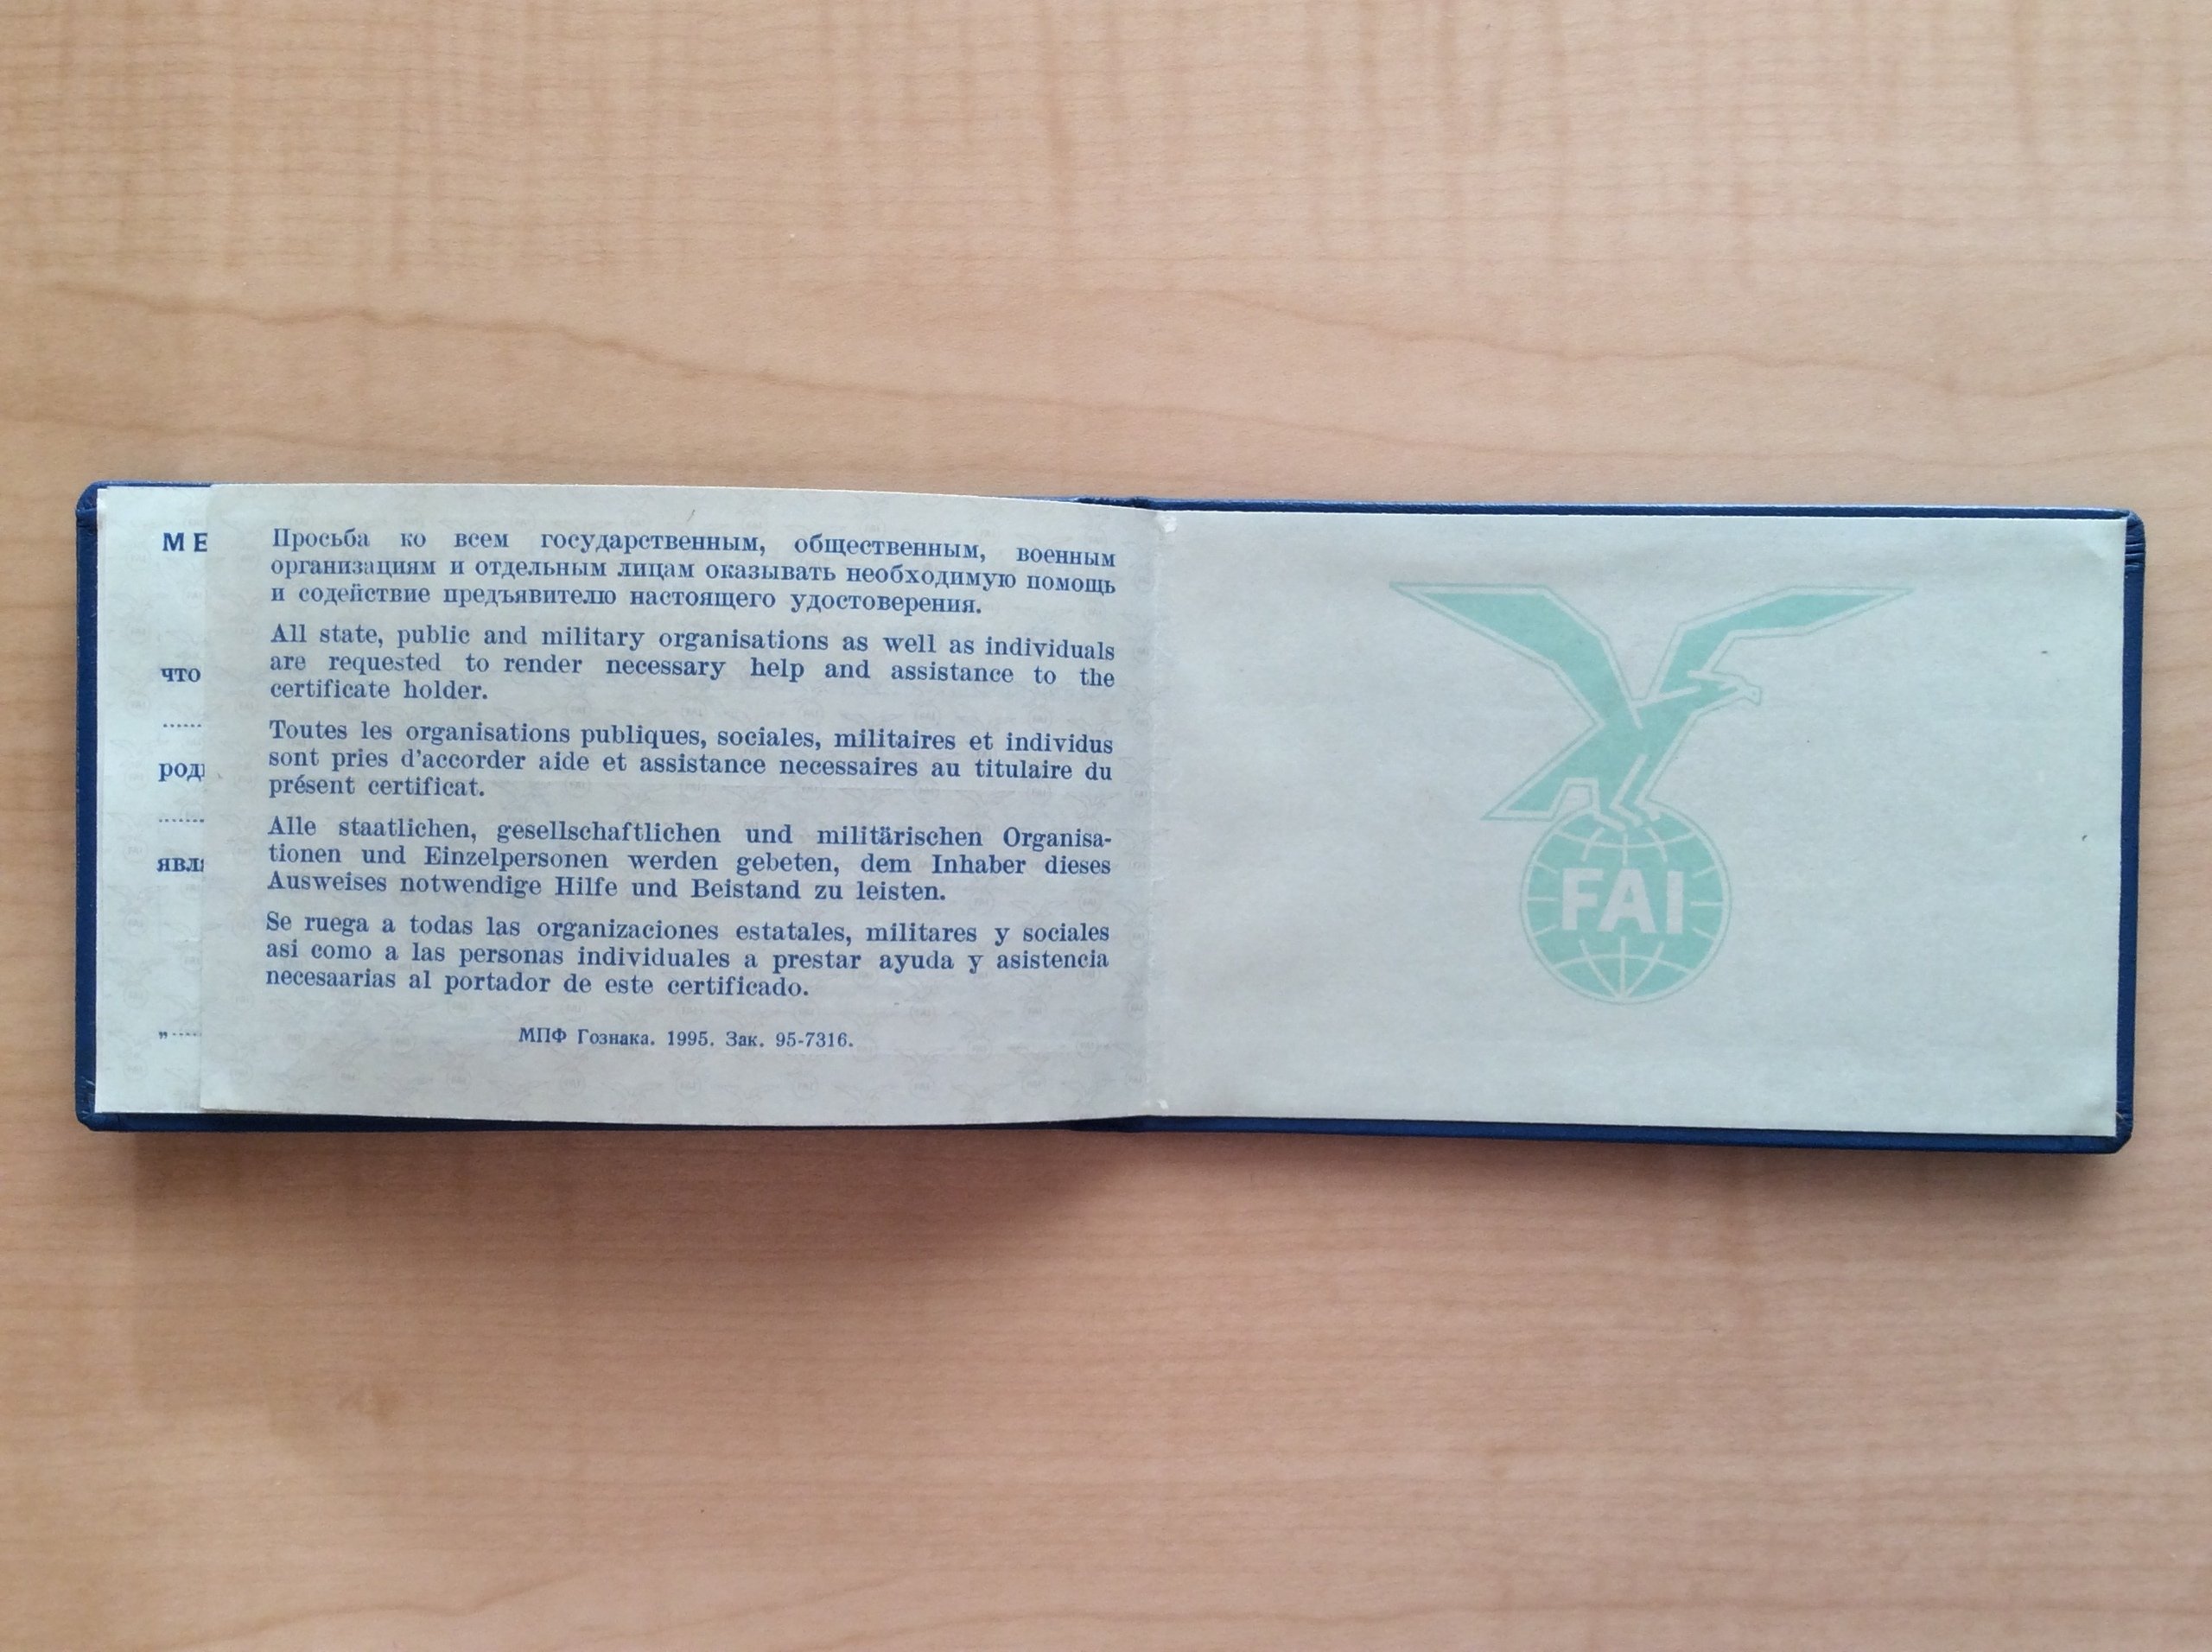 МЕ
что
.....
роди
......
явля
„.....
Просьба ко всем государственным, общественным, военным
организациям и отдельным лицам оказывать необходимую помощь
и содействие предъявителю настоящего удостоверения.
All state, public and military organisations as well as individuals
are requested to render necessary help and assistance to the
certificate holder.
Toutes les organisations publiques, sociales, militaires et individus
sont pries d'accorder aide et assistance necessaires au titulaire du
présent certificat.
Alle staatlichen, gesellschaftlichen und militärischen Organisa-
tionen und Einzelpersonen werden gebeten, dem Inhaber dieses
Ausweises notwendige Hilfe und Beistand zu leisten.
Se ruega a todas las organizaciones estatales, militares y sociales
asi como a las personas individuales a prestar ayuda y asistencia
necesaarias al portador de este certificado.
МПФ Гознака. 1995. Зак. 95-7316.
FAI